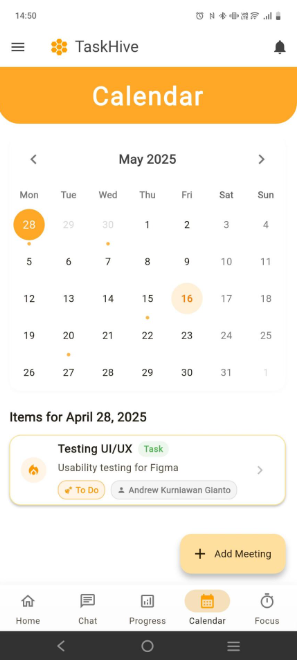 14:50
TaskHive
Calendar
May 2025
Mon Tue Wed Thu Fri Sat Sun
28 29 30 1 2 3 4
5 6 7 8 9 10 11
12 13 14 15 16 17 18
19 20 21 22 23 24 25
26 27 28 29 30 31 1
Items for April 28, 2025
Testing UI/UX Task
Usability testing for Figma
To Do Andrew Kurniawan Gianto
+ Add Meeting
Home Chat Progress Calendar Focus